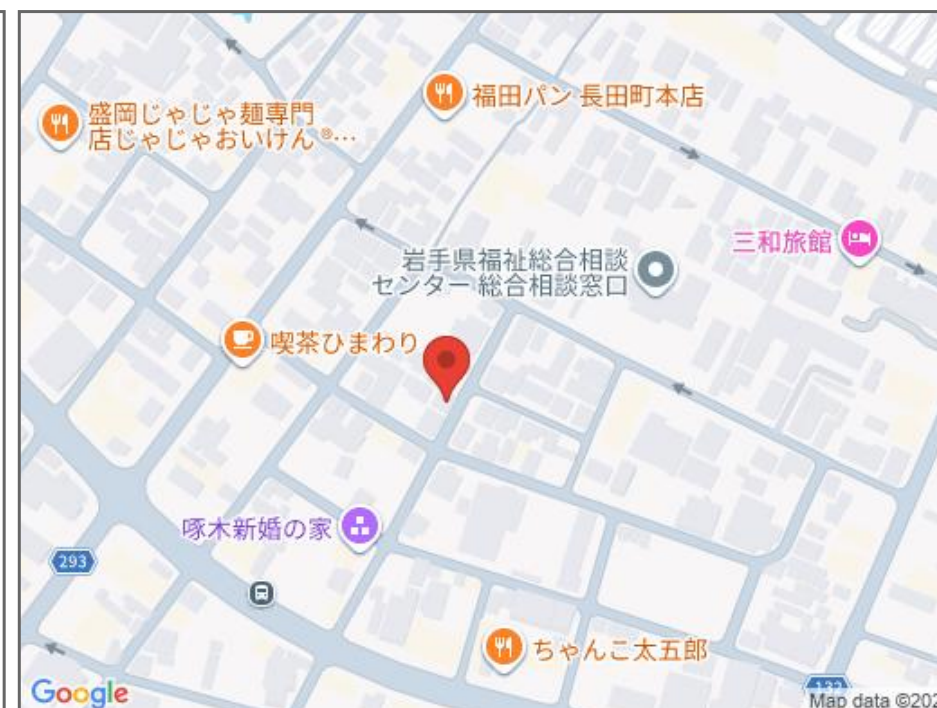 福田パン 長田町本店
盛岡じゃじゃ麺専門
店じゃじゃおいけん ®…
三和旅館
岩手県福祉総合相談
センター 総合相談窓口
喫茶ひまわり
啄木新婚の家
293
ちゃんこ太五郎
132
Google
Map data ©202